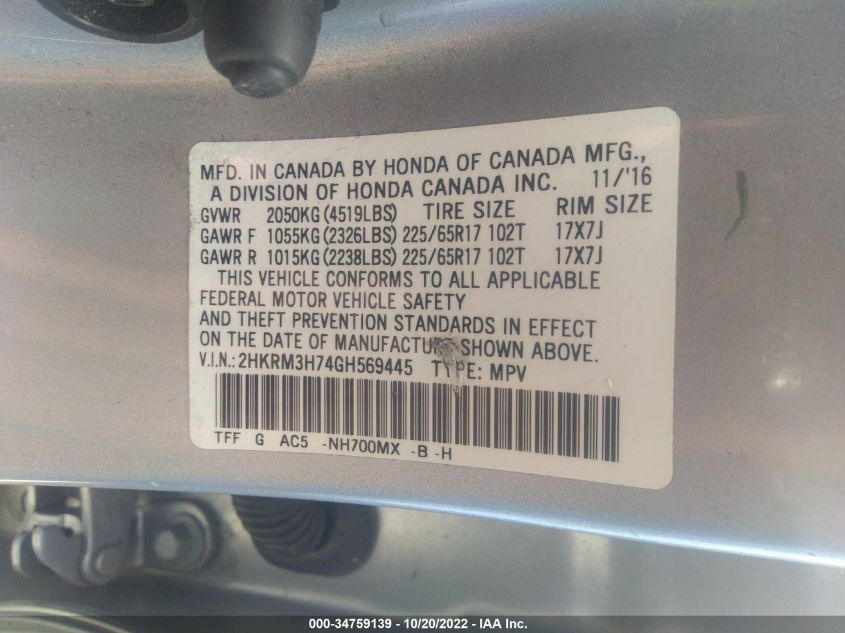 MFD. IN CANADA BY HONDA OF CANADA MFG.,
A DIVISION OF HONDA CANADA INC. 11/'16
GVWR 2050KG(4519LBS) TIRE SIZE RIM SIZE
GAWR F 1055KG(2326LBS) 225/65R17 102T 17X7J
GAWR R 1015KG(2238LBS) 225/65R17 102T 17X7J
THIS VEHICLE CONFORMS TO ALL APPLICABLE
FEDERAL MOTOR VEHICLE SAFETY
AND THEFT PREVENTION STANDARDS IN EFFECT
ON THE DATE OF MANUFACTURE SHOWN ABOVE.
V.I.N.: 2HKRM3H74GH569445 TYPE: MPV
TFF G AC5 -NH700MX -B -H
000-34759139 - 10/20/2022 - IAA Inc.